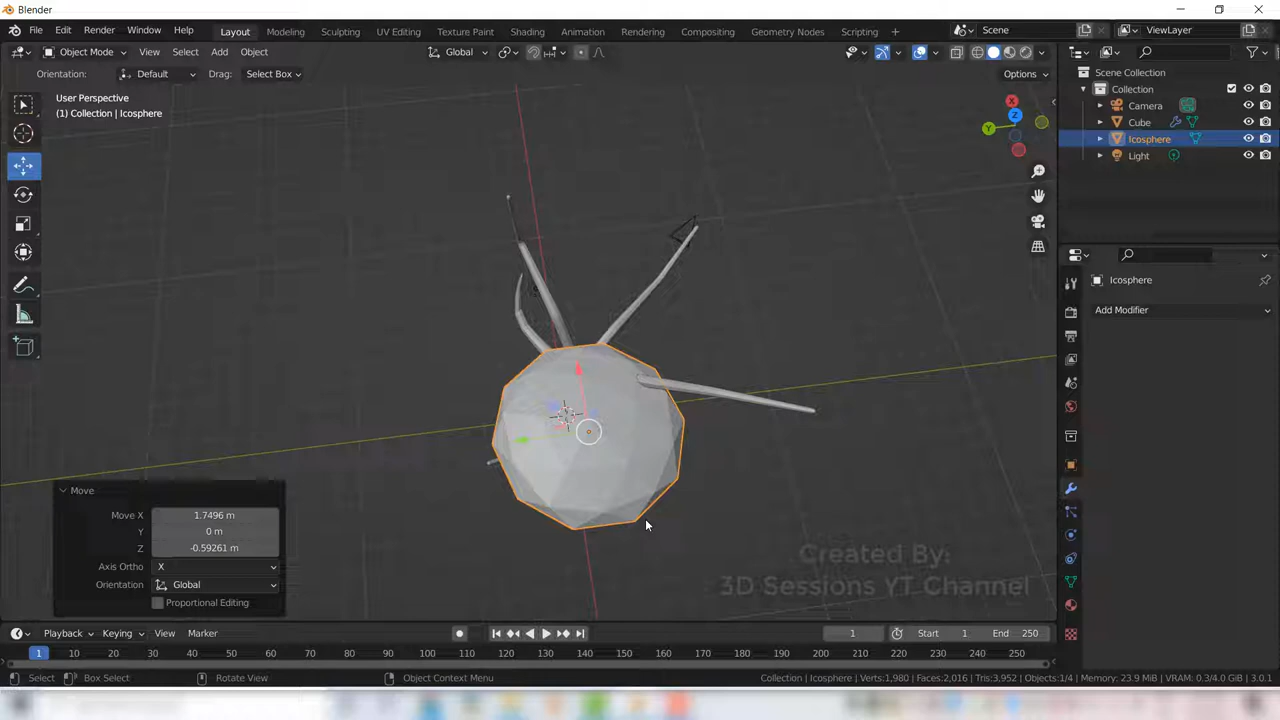 Blender
File Edit Render Window Help Layout Modeling Sculpting UV Editing Texture Paint Shading Animation Rendering Compositing Geometry Nodes Scripting Scene ViewLayer
Object Mode View Select Add Object Global
Orientation: Default Drag: Select Box Options
User Perspective
(1) Collection | Icosphere
X
Y
Z
Scene Collection
Collection
Camera
Cube
Icosphere
Light
Icosphere
Add Modifier
Move
Move X 1.7496 m
Y 0 m
Z -0.59261 m
Axis Ortho X
Orientation Global
Proportional Editing
Created By:
3D Sessions YT Channel
Playback Keying View Marker 1 Start 1 End 250
1 10 20 30 40 50 60 70 80 90 100 110 120 130 140 150 160 170 180 190 200 210 220 230 240 250
Select Box Select Rotate View Object Context Menu Collection | Icosphere | Verts:1,980 | Faces:2,016 | Tris:3,952 | Objects:1/4 | Memory: 23.9 MiB | VRAM: 0.3/4.0 GiB | 3.0.1